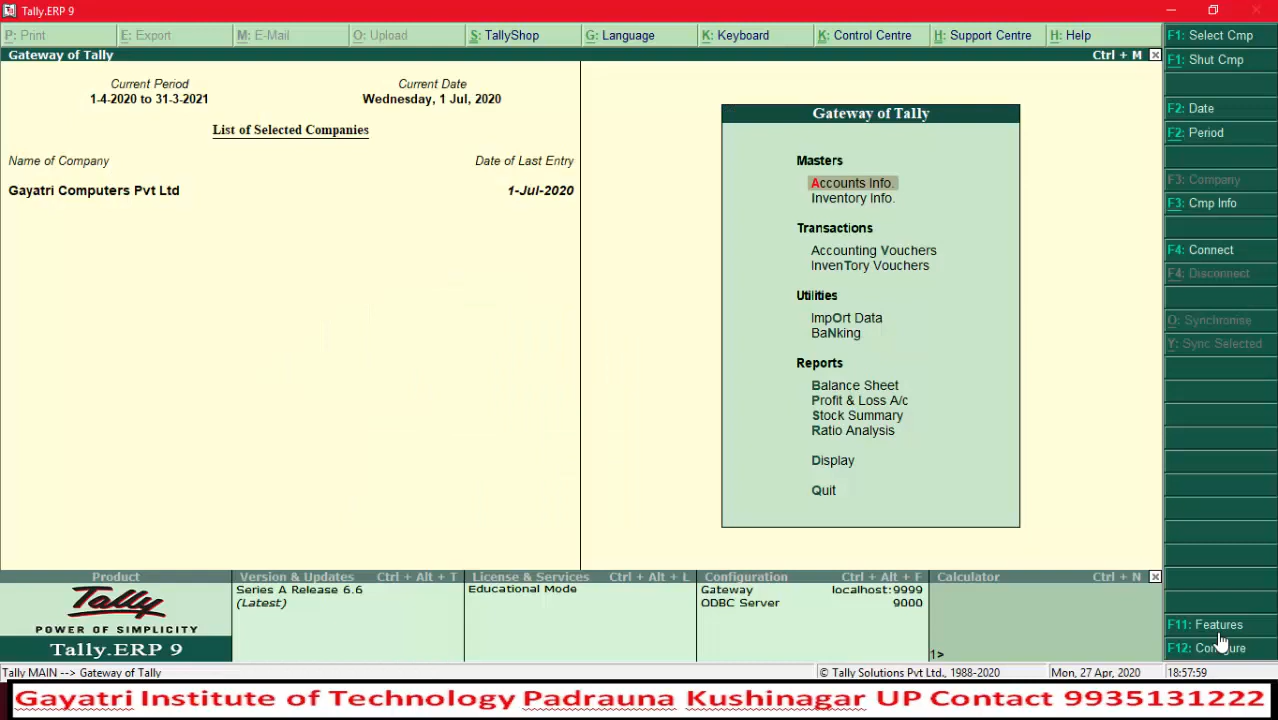 Tally.ERP 9
P: Print E: Export M: E-Mail O: Upload S: TallyShop G: Language K: Keyboard K: Control Centre H: Support Centre H: Help
Gateway of Tally Ctrl + M
Current Period Current Date
1-4-2020 to 31-3-2021 Wednesday, 1 Jul, 2020
List of Selected Companies
Name of Company Date of Last Entry
Gayatri Computers Pvt Ltd 1-Jul-2020
Gateway of Tally
Masters
Accounts Info.
Inventory Info.
Transactions
Accounting Vouchers
InvenTory Vouchers
Utilities
ImpOrt Data
BaNking
Reports
Balance Sheet
Profit & Loss A/c
Stock Summary
Ratio Analysis
Display
Quit
F1: Select Cmp
F1: Shut Cmp
F2: Date
F2: Period
F3: Company
F3: Cmp Info
F4: Connect
F4: Disconnect
O: Synchronise
Y: Sync Selected
F11: Features
F12: Configure
Product
Tally
POWER OF SIMPLICITY
Tally.ERP 9
Version & Updates Ctrl + Alt + T
Series A Release 6.6
(Latest)
License & Services Ctrl + Alt + L
Educational Mode
Configuration Ctrl + Alt + F
Gateway localhost:9999
ODBC Server 9000
Calculator Ctrl + N
1>
Tally MAIN --> Gateway of Tally © Tally Solutions Pvt Ltd., 1988-2020 Mon, 27 Apr, 2020 18:57:59
Gayatri Institute of Technology Padrauna Kushinagar UP Contact 9935131222